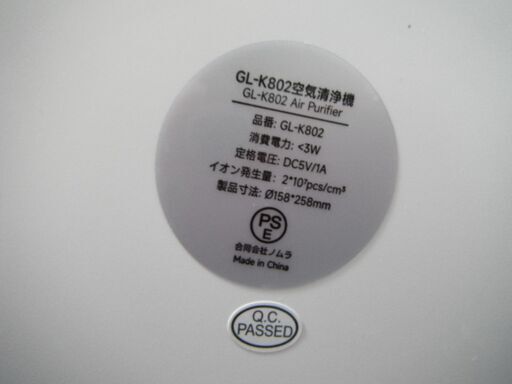 GL-K802空気清浄機
GL-K802 Air Purifier
品番: GL-K802
消費電力: <3W
定格電圧: DC5V/1A
イオン発生量: 2*10⁷pcs/cm³
製品寸法: Ø158*258mm
PS
E
合同会社ノムラ
Made in China
Q.C.
PASSED